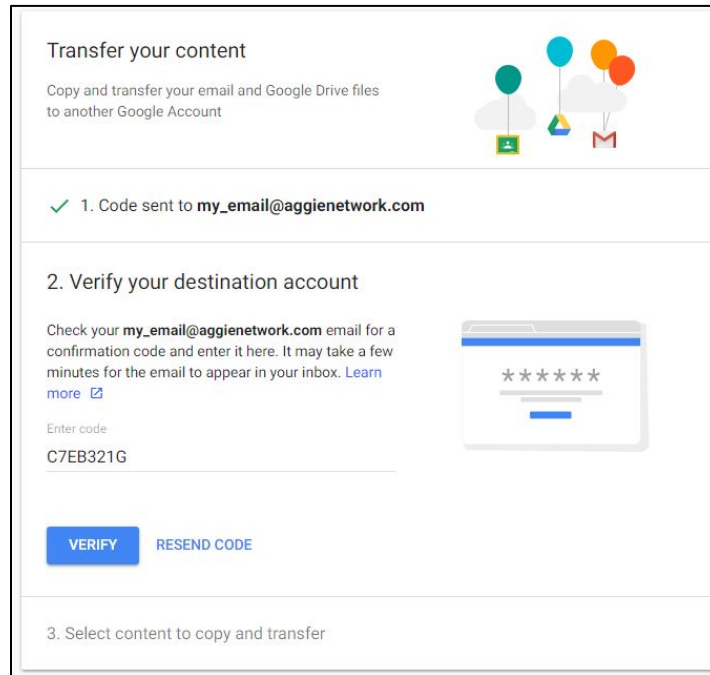 Transfer your content
Copy and transfer your email and Google Drive files
to another Google Account
1. Code sent to my_email@aggienetwork.com
2. Verify your destination account
Check your my_email@aggienetwork.com email for a
confirmation code and enter it here. It may take a few
minutes for the email to appear in your inbox. Learn
more
Enter code
C7EB321G
******
VERIFY RESEND CODE
3. Select content to copy and transfer